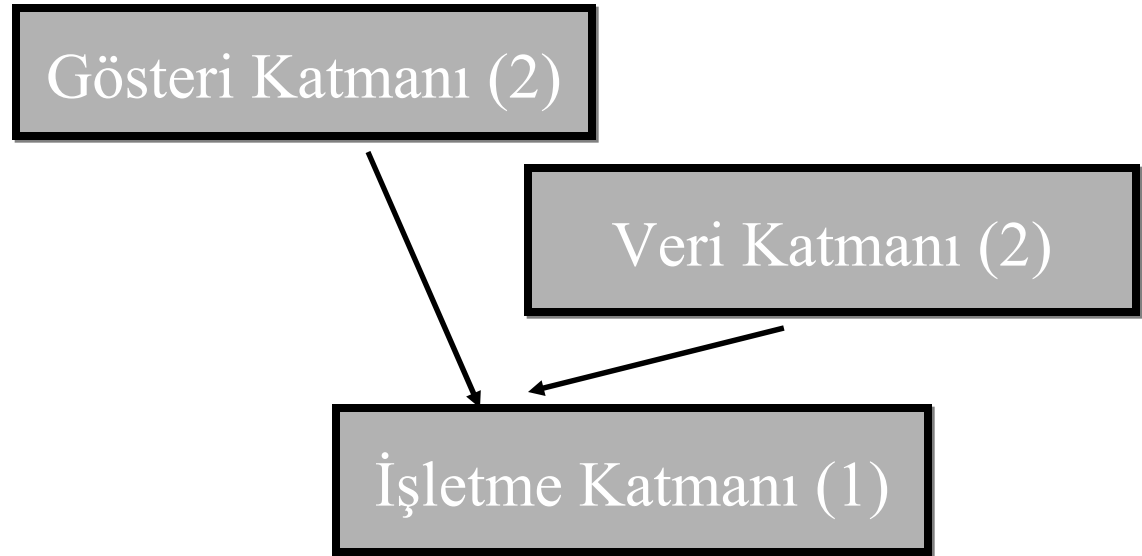 Gösteri Katmanı (2)
Veri Katmanı (2)
İşletme Katmanı (1)